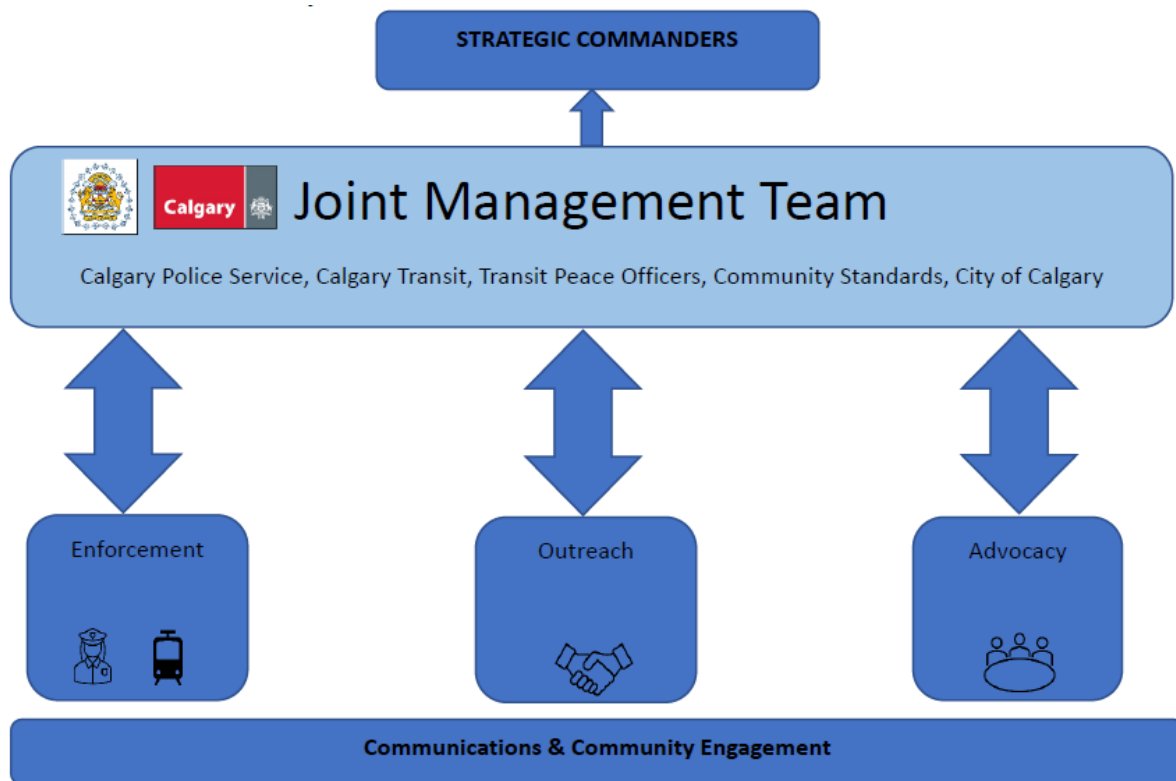 STRATEGIC COMMANDERS
Calgary
Joint Management Team
Calgary Police Service, Calgary Transit, Transit Peace Officers, Community Standards, City of Calgary
Enforcement
Outreach
Advocacy
Communications & Community Engagement